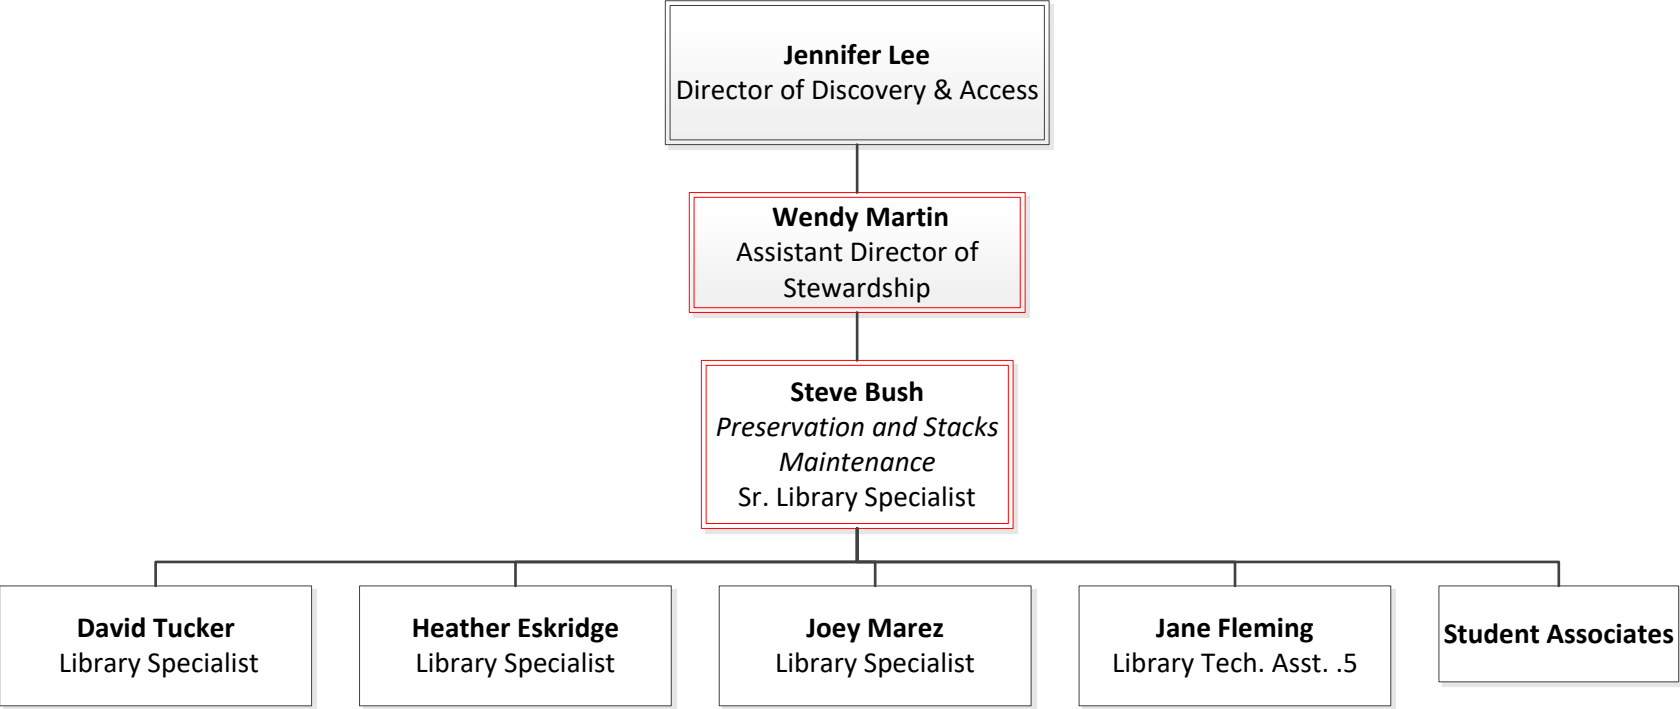 Jennifer Lee
Director of Discovery & Access
Wendy Martin
Assistant Director of
Stewardship
Steve Bush
Preservation and Stacks
Maintenance
Sr. Library Specialist
David Tucker
Library Specialist
Heather Eskridge
Library Specialist
Joey Marez
Library Specialist
Jane Fleming
Library Tech. Asst. .5
Student Associates